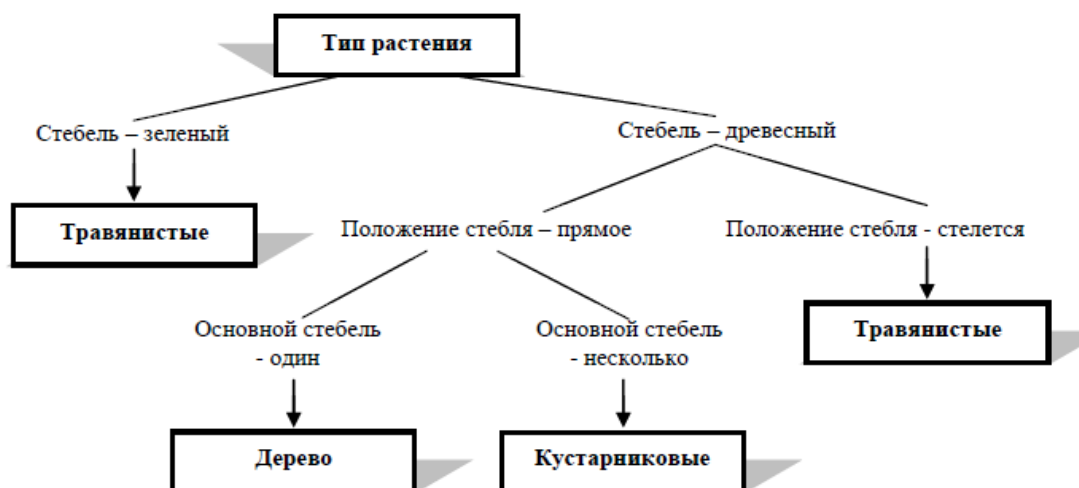 Тип растения
Стебель – зеленый
Стебель – древесный
Травянистые
Положение стебля – прямое
Положение стебля - стелется
Основной стебель
- один
Основной стебель
- несколько
Травянистые
Дерево
Кустарниковые